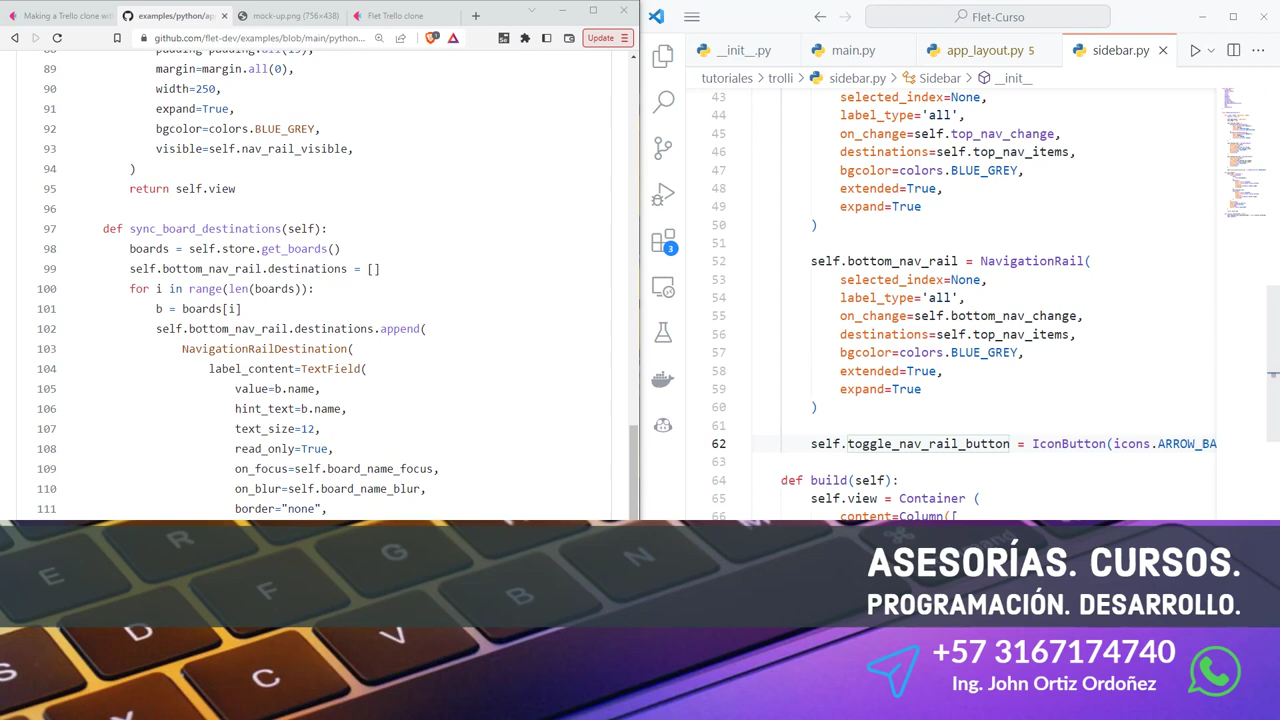 Making a Trello clone wit
examples/python/ap
mock-up.png (756×438)
Flet Trello clone
github.com/flet-dev/examples/blob/main/python...
Update
89 margin=margin.all(0),
90 width=250,
91 expand=True,
92 bgcolor=colors.BLUE_GREY,
93 visible=self.nav_rail_visible,
94 )
95 return self.view
96
97 def sync_board_destinations(self):
98 boards = self.store.get_boards()
99 self.bottom_nav_rail.destinations = []
100 for i in range(len(boards)):
101 b = boards[i]
102 self.bottom_nav_rail.destinations.append(
103 NavigationRailDestination(
104 label_content=TextField(
105 value=b.name,
106 hint_text=b.name,
107 text_size=12,
108 read_only=True,
109 on_focus=self.board_name_focus,
110 on_blur=self.board_name_blur,
111 border="none",
Flet-Curso
__init__.py
main.py
app_layout.py 5
sidebar.py
tutoriales > trolli > sidebar.py > Sidebar > __init__
43 selected_index=None,
44 label_type='all',
45 on_change=self.top_nav_change,
46 destinations=self.top_nav_items,
47 bgcolor=colors.BLUE_GREY,
48 extended=True,
49 expand=True
50 )
51
52 self.bottom_nav_rail = NavigationRail(
53 selected_index=None,
54 label_type='all',
55 on_change=self.bottom_nav_change,
56 destinations=self.top_nav_items,
57 bgcolor=colors.BLUE_GREY,
58 extended=True,
59 expand=True
60 )
61
62 self.toggle_nav_rail_button = IconButton(icons.ARROW_BA
63
64 def build(self):
65 self.view = Container (
66 content=Column([
3
ASESORÍAS. CURSOS.
PROGRAMACIÓN. DESARROLLO.
+57 3167174740
Ing. John Ortiz Ordoñez